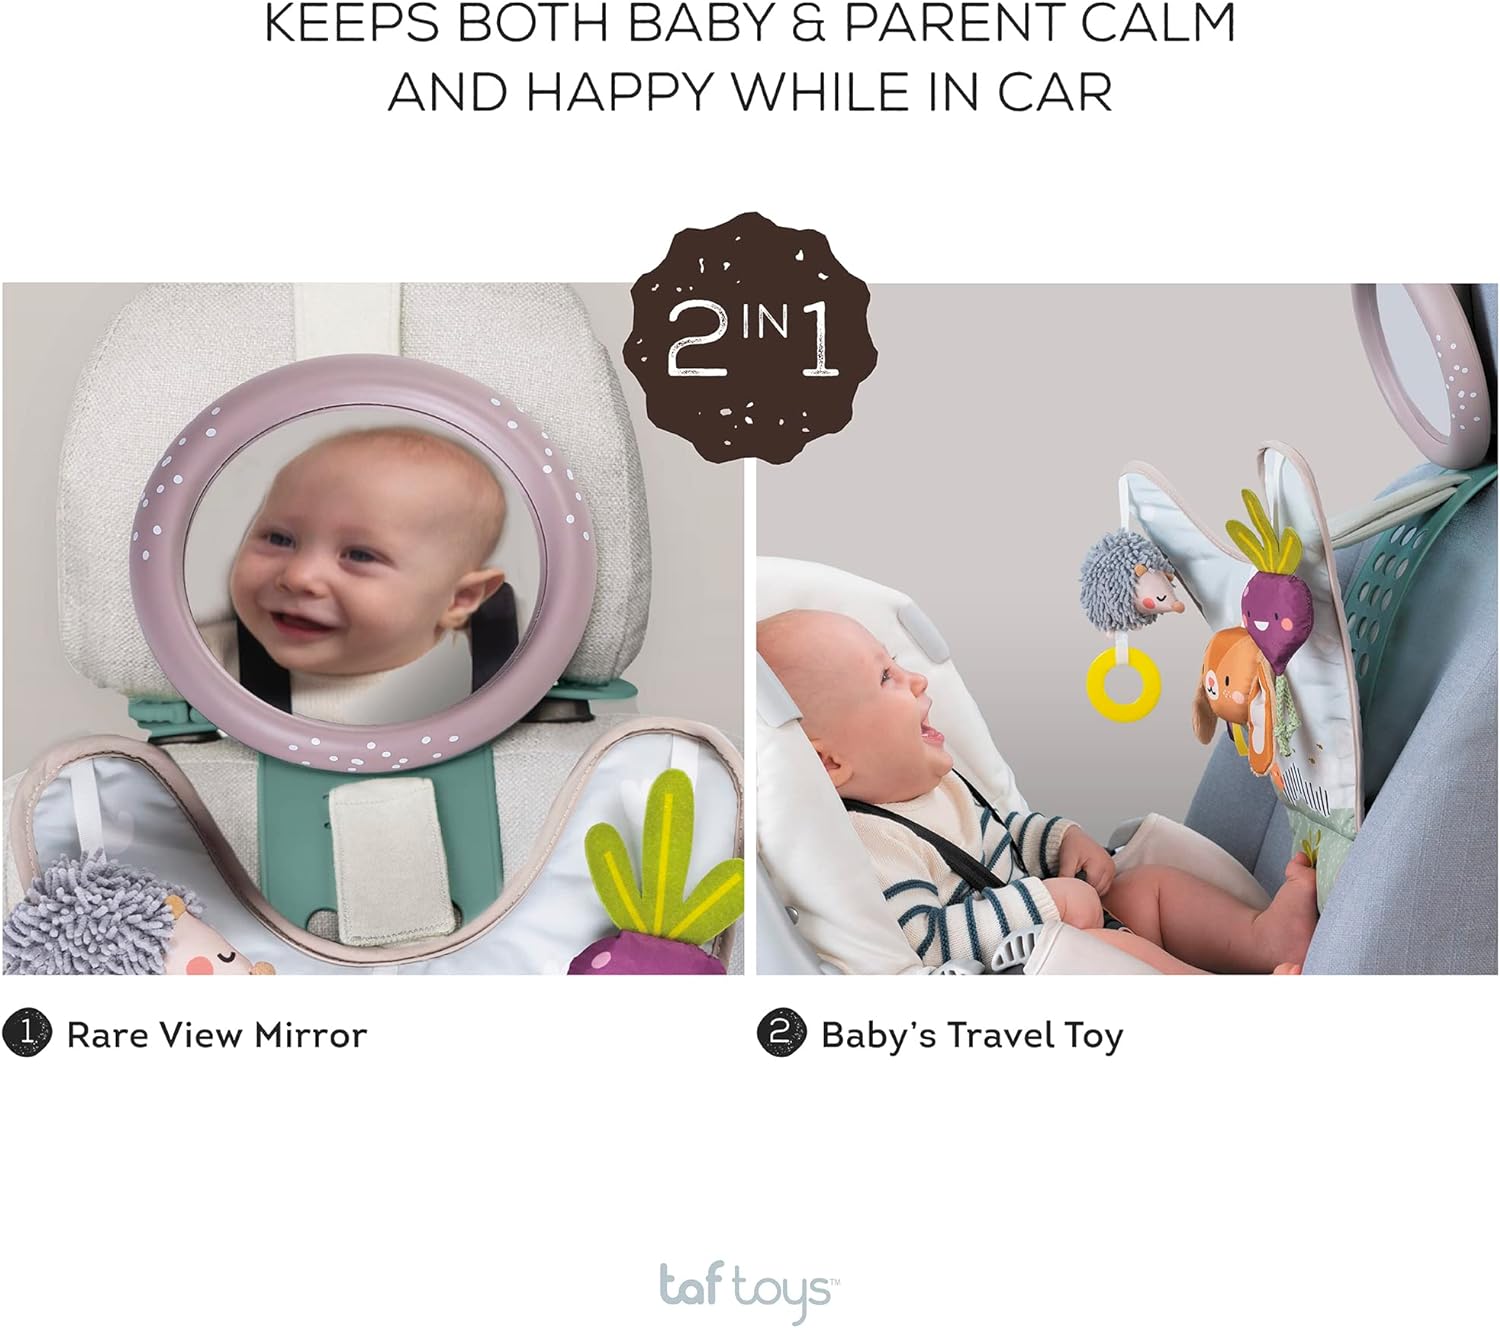 KEEPS BOTH BABY & PARENT CALM
AND HAPPY WHILE IN CAR
2 IN 1
1 Rare View Mirror
2 Baby's Travel Toy
taf toys™